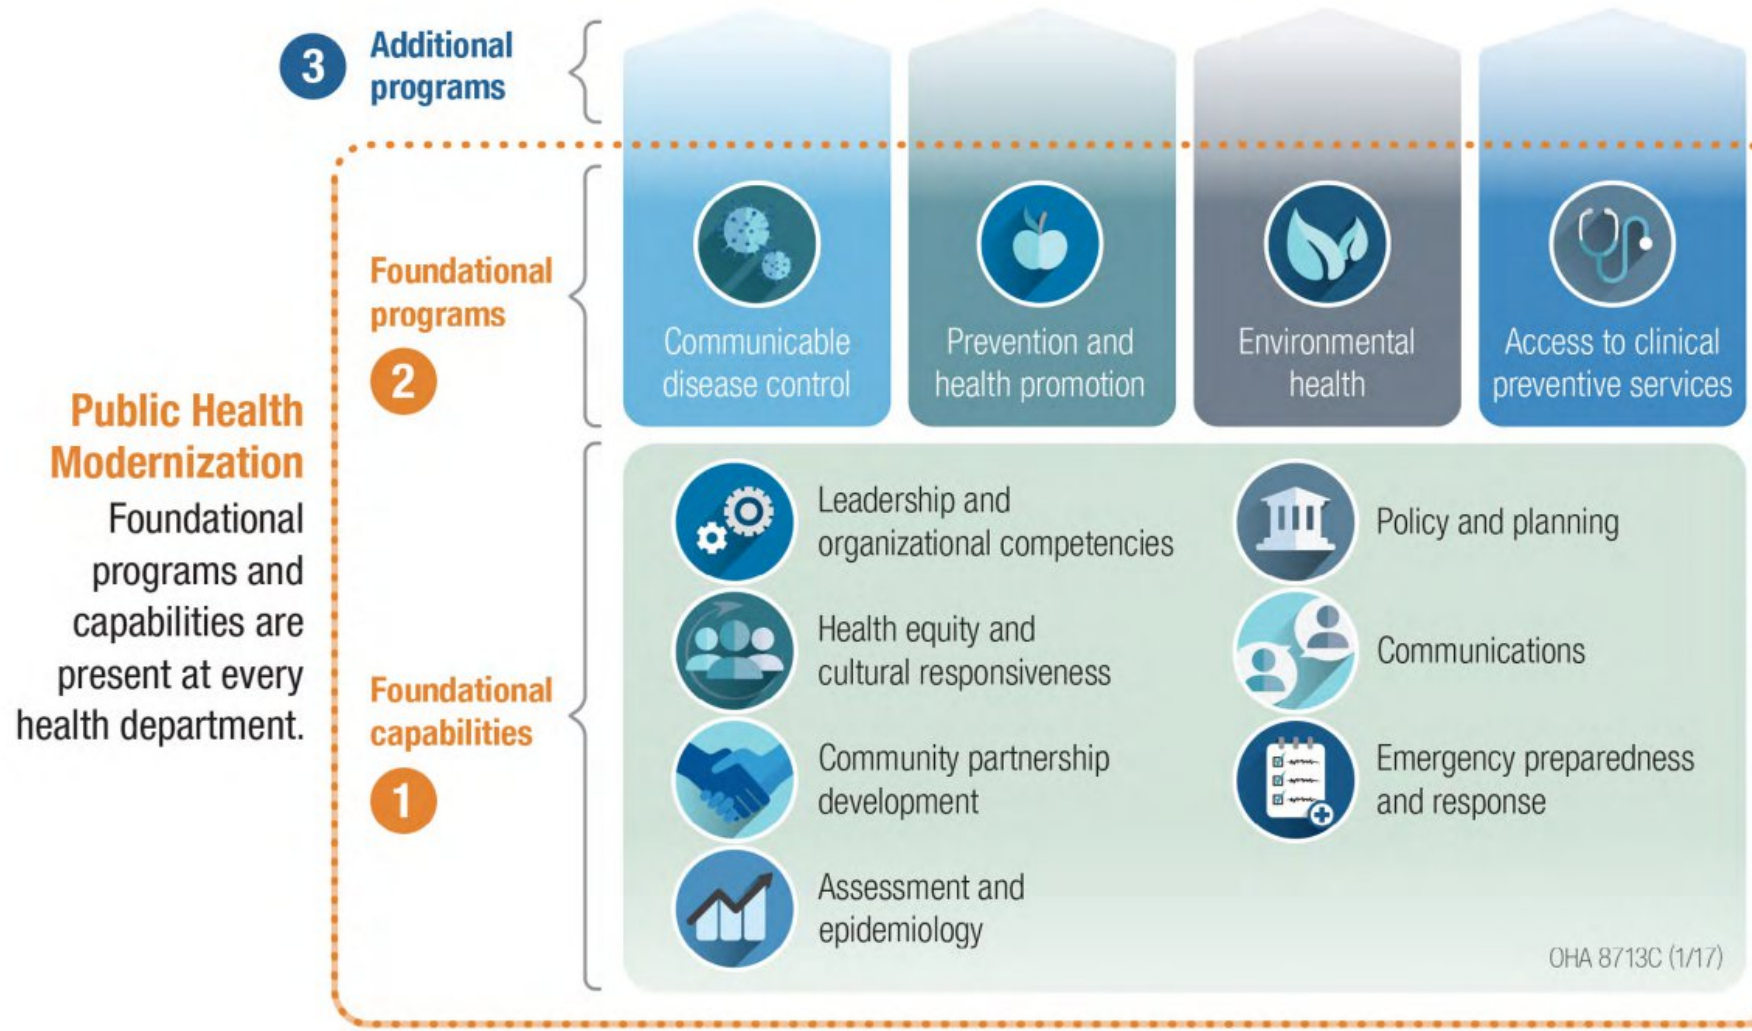 3
Additional
programs
Foundational
programs
2
Communicable
disease control
Prevention and
health promotion
Environmental
health
Access to clinical
preventive services
Public Health
Modernization
Foundational
programs and
capabilities are
present at every
health department.
Foundational
capabilities
1
Leadership and
organizational competencies
Health equity and
cultural responsiveness
Community partnership
development
Assessment and
epidemiology
Policy and planning
Communications
Emergency preparedness
and response
OHA 8713C (1/17)